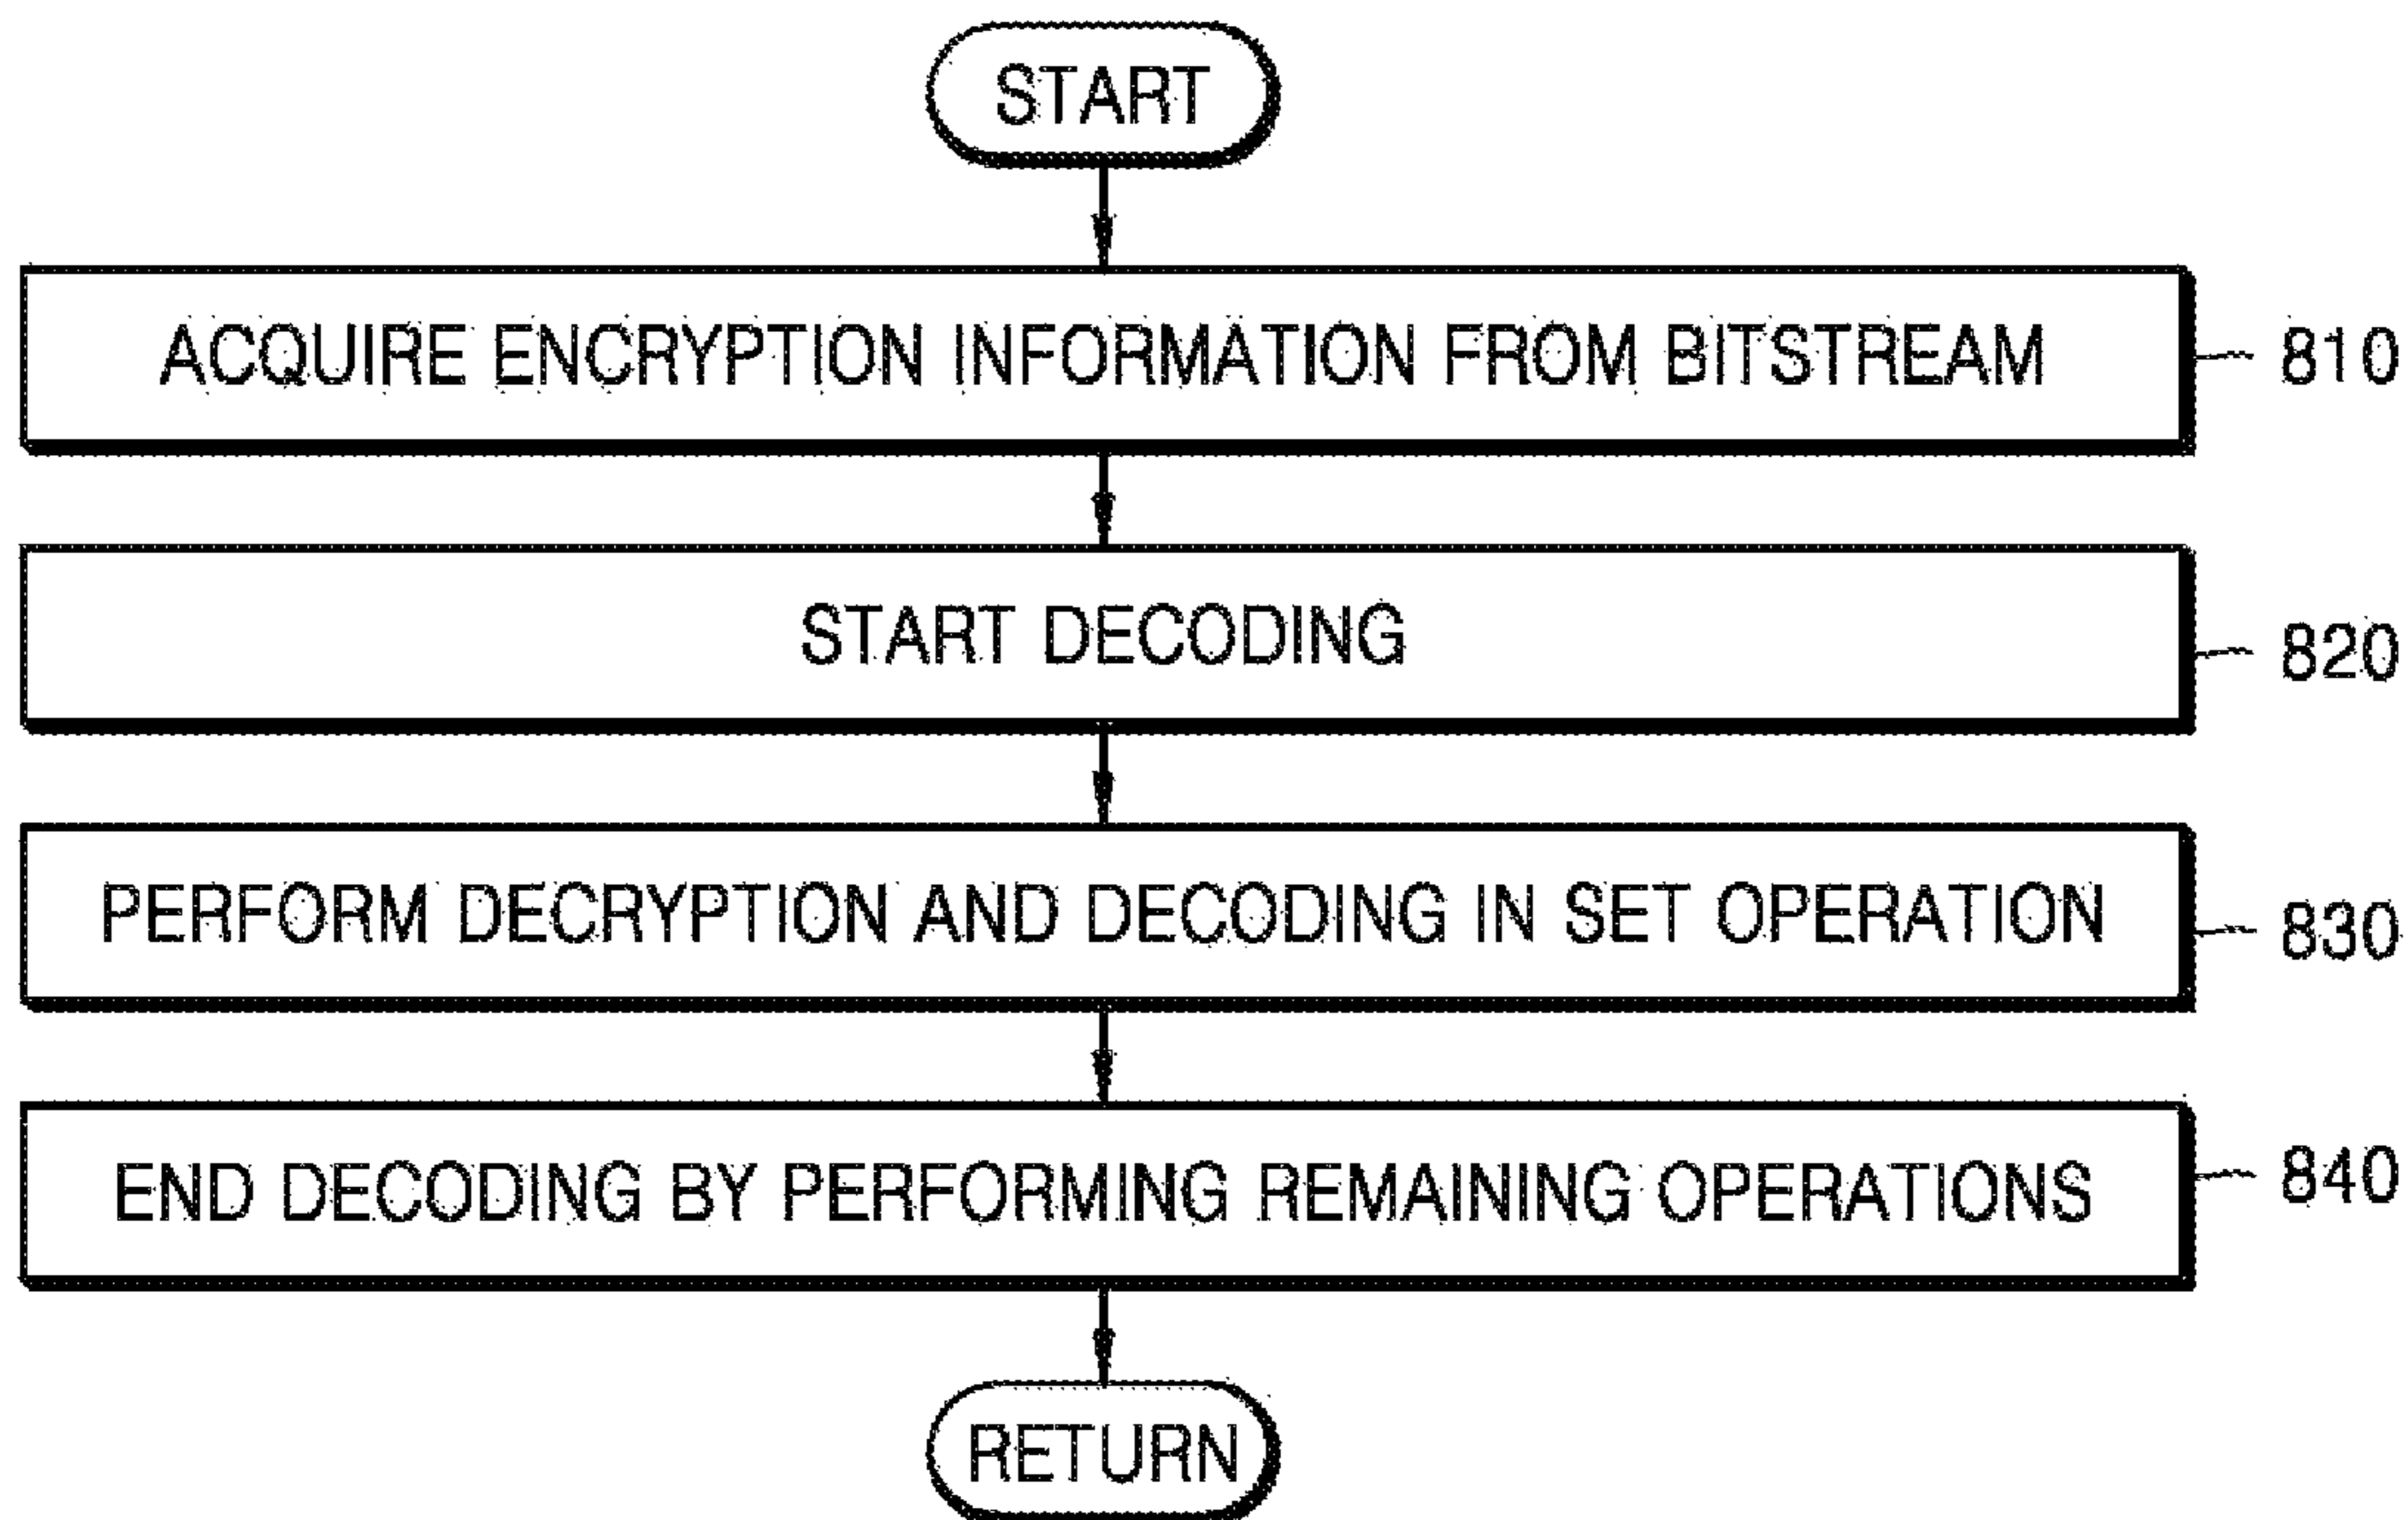 START
ACQUIRE ENCRYPTION INFORMATION FROM BITSTREAM
810
START DECODING
820
PERFORM DECRYPTION AND DECODING IN SET OPERATION
830
END DECODING BY PERFORMING REMAINING OPERATIONS
840
RETURN